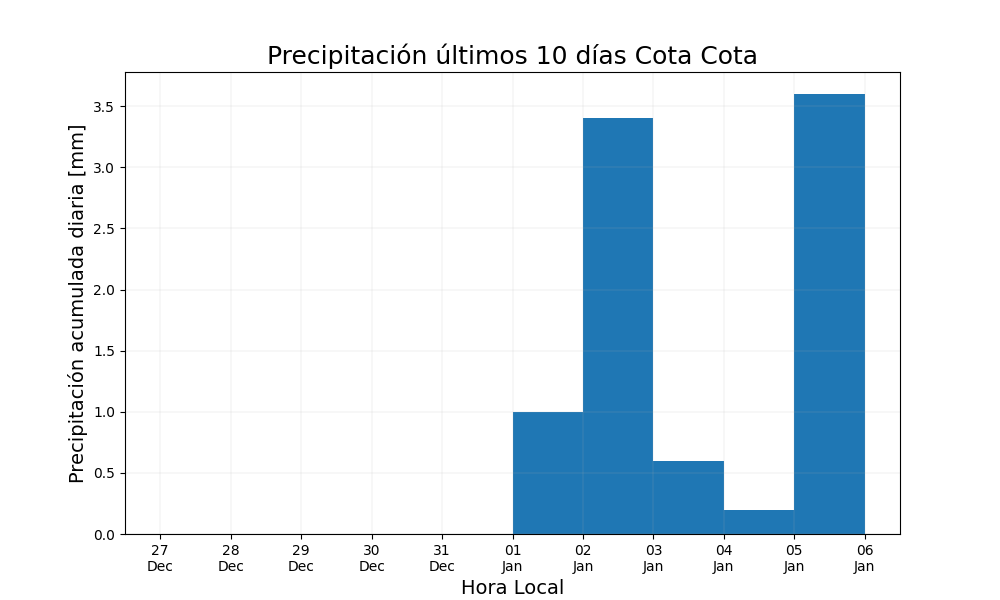 Precipitación últimos 10 días Cota Cota
Precipitación acumulada diaria [mm]
3.5
3.0
2.5
2.0
1.5
1.0
0.5
0.0
27 28 29 30 31 01 02 03 04 05 06
Dec Dec Dec Dec Dec Jan Jan Jan Jan Jan Jan
Hora Local